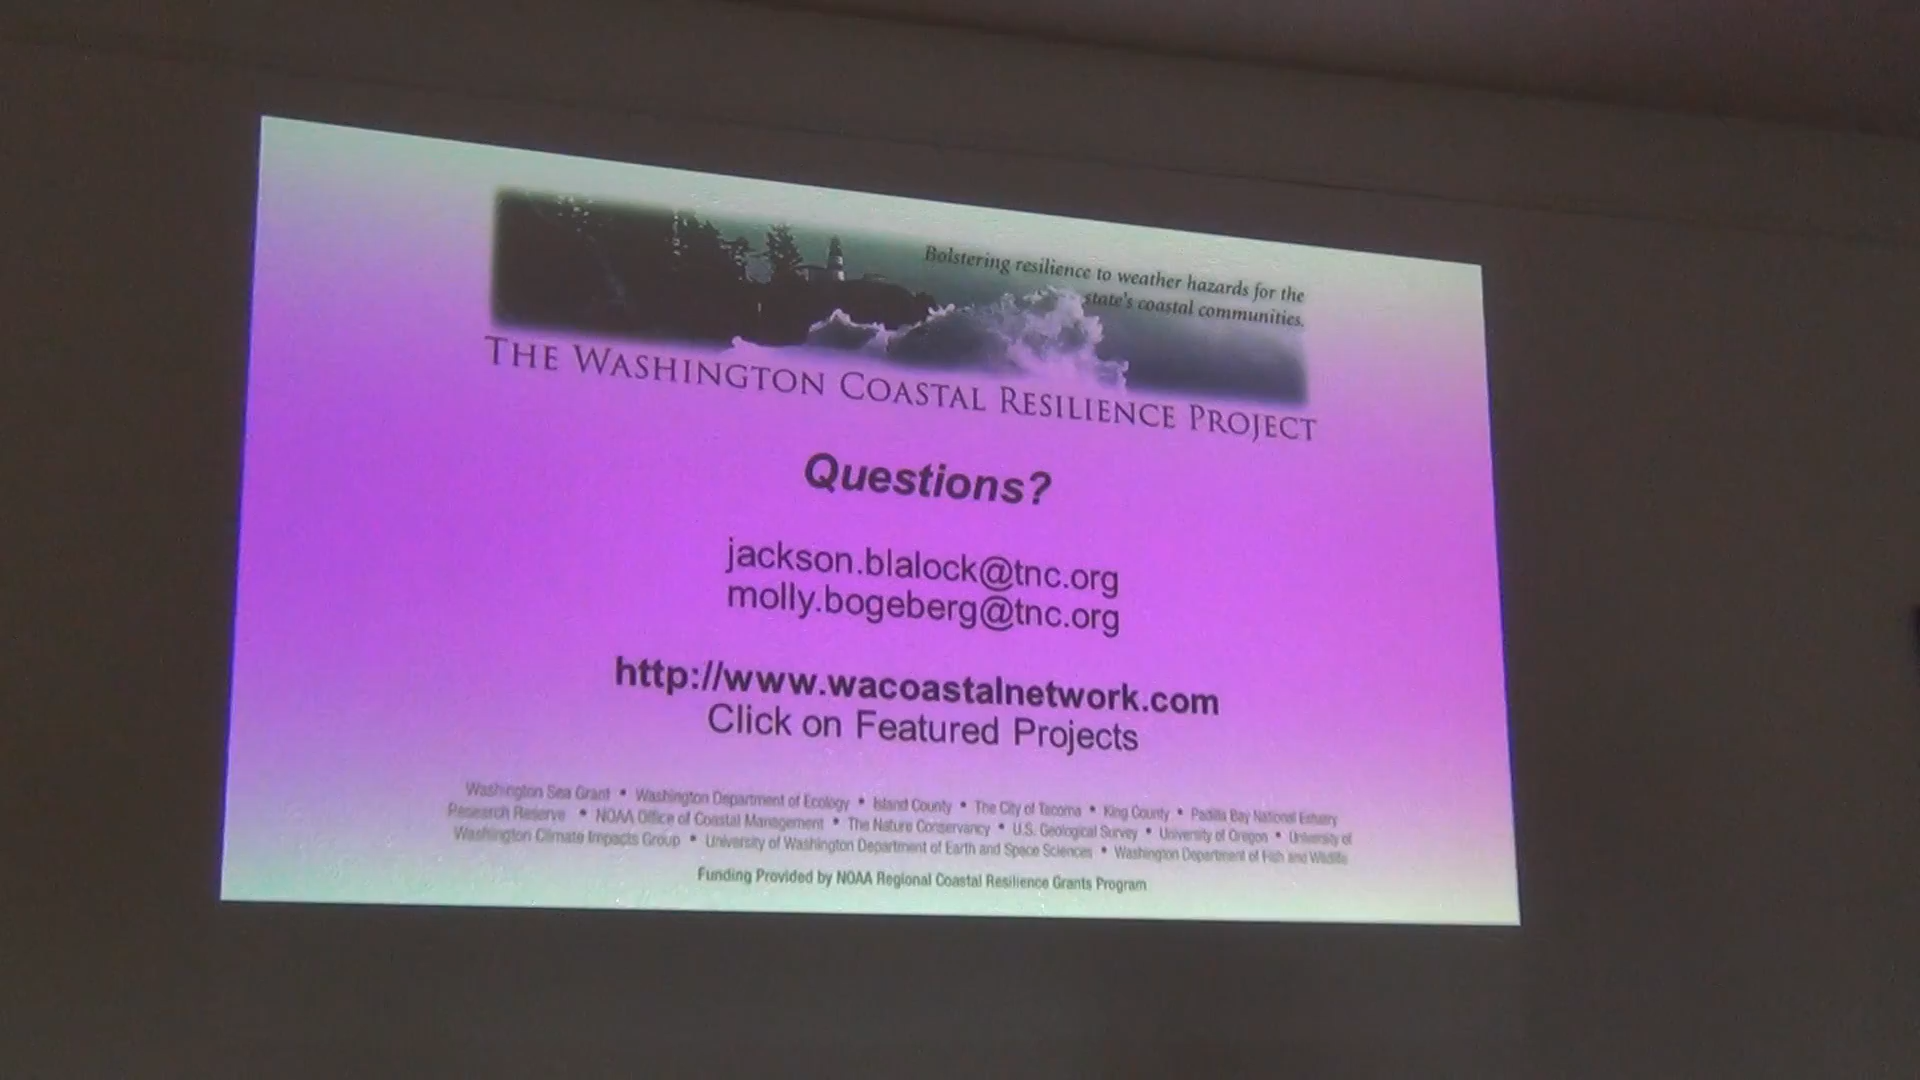 Bolstering resilience to weather hazards for the
state's coastal communities.
THE WASHINGTON COASTAL RESILIENCE PROJECT
Questions?
jackson.blalock@tnc.org
molly.bogeberg@tnc.org
http://www.wacoastalnetwork.com
Click on Featured Projects
Washington Sea Grant • Washington Department of Ecology • Island County • The City of Tacoma • King County • Padilla Bay National Estuary
Research Reserve • NOAA Office of Coastal Management • The Nature Conservancy • U.S. Geological Survey • University of Oregon • University of
Washington Climate Impacts Group • University of Washington Department of Earth and Space Sciences • Washington Department of Fish and Wildlife
Funding Provided by NOAA Regional Coastal Resilience Grants Program